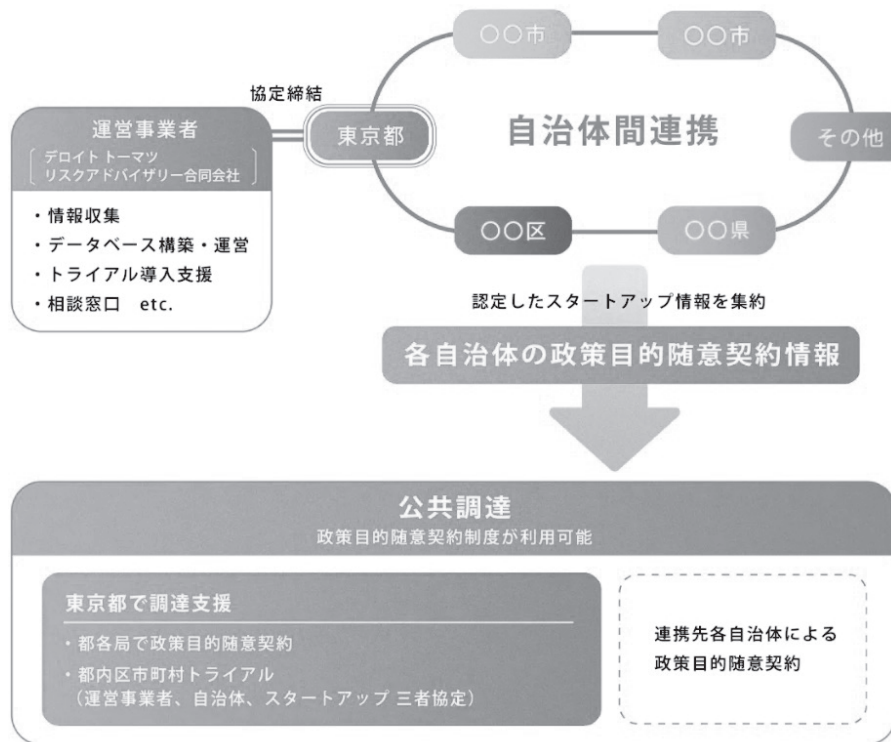 〇〇市
〇〇市
協定締結
運営事業者
デロイト トーマツ
リスクアドバイザリー合同会社
・情報収集
・データベース構築・運営
・トライアル導入支援
・相談窓口 etc.
東京都
自治体間連携
その他
〇〇区
〇〇県
認定したスタートアップ情報を集約
各自治体の政策目的随意契約情報
公共調達
政策目的随意契約制度が利用可能
東京都で調達支援
・都各局で政策目的随意契約
・都内区市町村トライアル
（運営事業者、自治体、スタートアップ 三者協定）
連携先各自治体による
政策目的随意契約